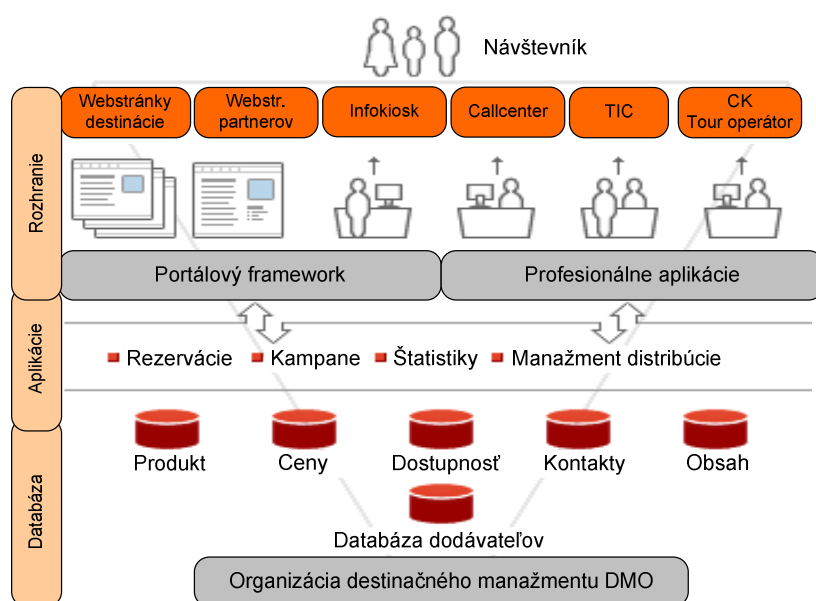 Návštevník
Webstránky
destinácie
Webstr.
partnerov
Infokiosk
Callcenter
TIC
CK
Tour operátor
Rozhranie
Portálový framework
Profesionálne aplikácie
Aplikácie
Rezervácie
Kampane
Štatistiky
Manažment distribúcie
Databáza
Produkt
Ceny
Dostupnosť
Kontakty
Obsah
Databáza dodávateľov
Organizácia destinačného manažmentu DMO